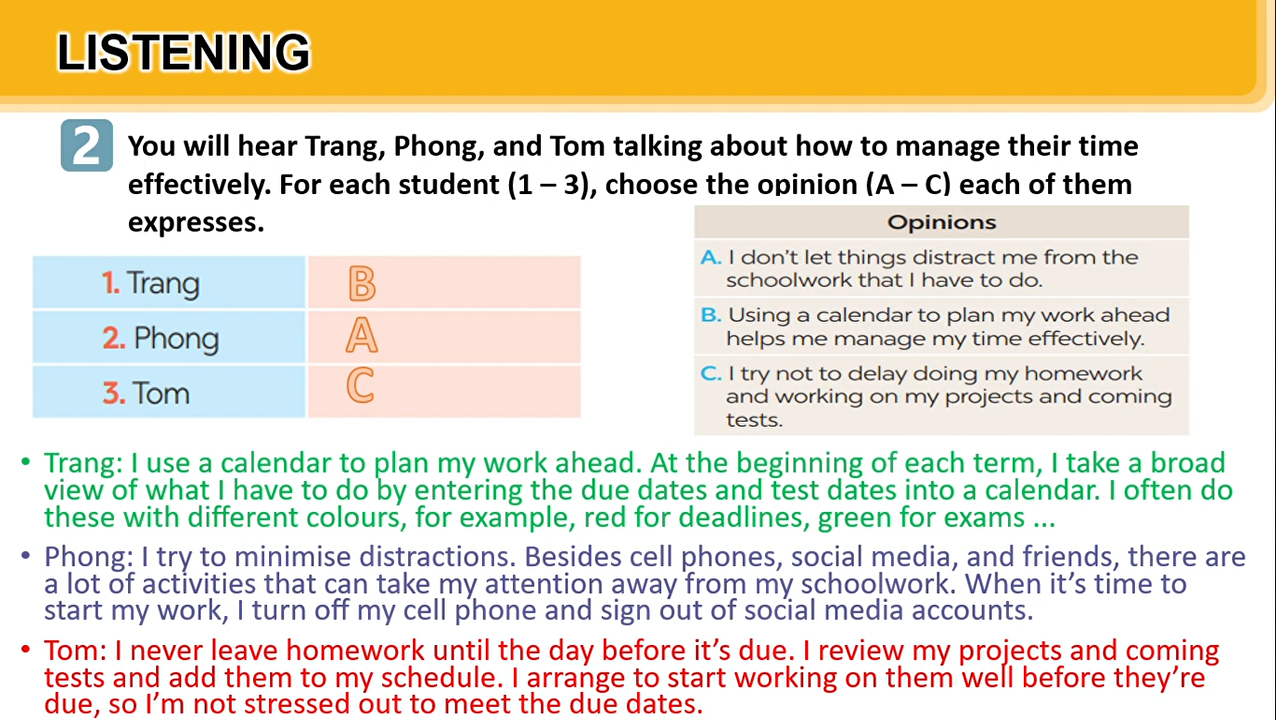 LISTENING
2 You will hear Trang, Phong, and Tom talking about how to manage their time
effectively. For each student (1 – 3), choose the opinion (A – C) each of them
expresses.
1. Trang B
2. Phong A
3. Tom C
Opinions
A. I don't let things distract me from the
schoolwork that I have to do.
B. Using a calendar to plan my work ahead
helps me manage my time effectively.
C. I try not to delay doing my homework
and working on my projects and coming
tests.
• Trang: I use a calendar to plan my work ahead. At the beginning of each term, I take a broad
view of what I have to do by entering the due dates and test dates into a calendar. I often do
these with different colours, for example, red for deadlines, green for exams ...
• Phong: I try to minimise distractions. Besides cell phones, social media, and friends, there are
a lot of activities that can take my attention away from my schoolwork. When it's time to
start my work, I turn off my cell phone and sign out of social media accounts.
• Tom: I never leave homework until the day before it's due. I review my projects and coming
tests and add them to my schedule. I arrange to start working on them well before they're
due, so I'm not stressed out to meet the due dates.